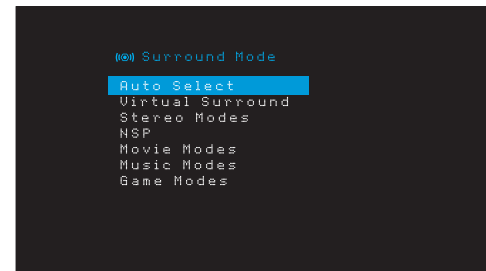 Surround Mode
Auto Select
Virtual Surround
Stereo Modes
NSP
Movie Modes
Music Modes
Game Modes